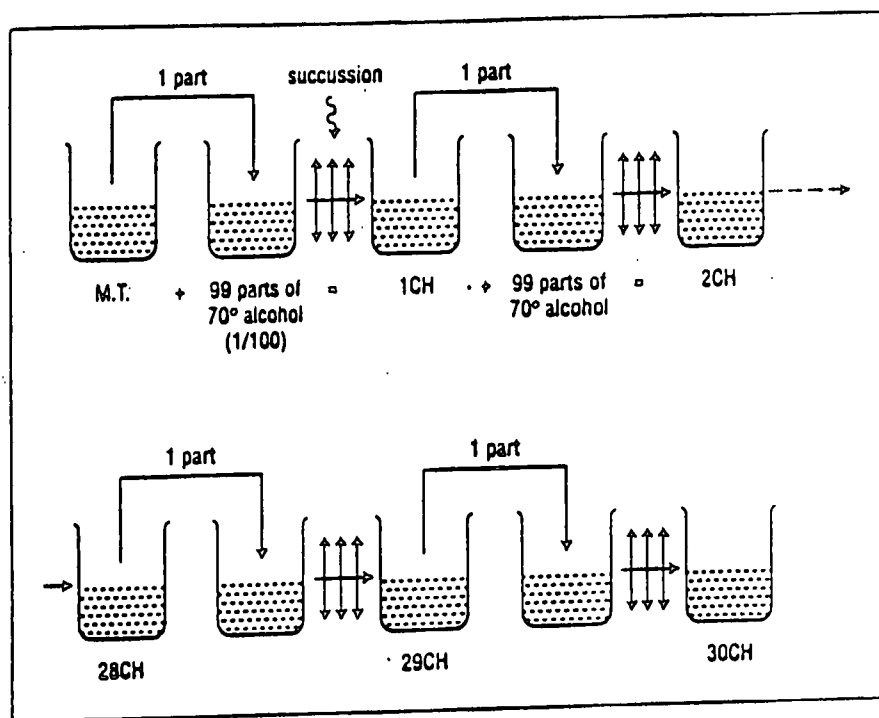 1 part succussion 1 part
M.T. + 99 parts of = 1CH + 99 parts of = 2CH
70° alcohol 70° alcohol
(1/100)
1 part 1 part
28CH 29CH 30CH